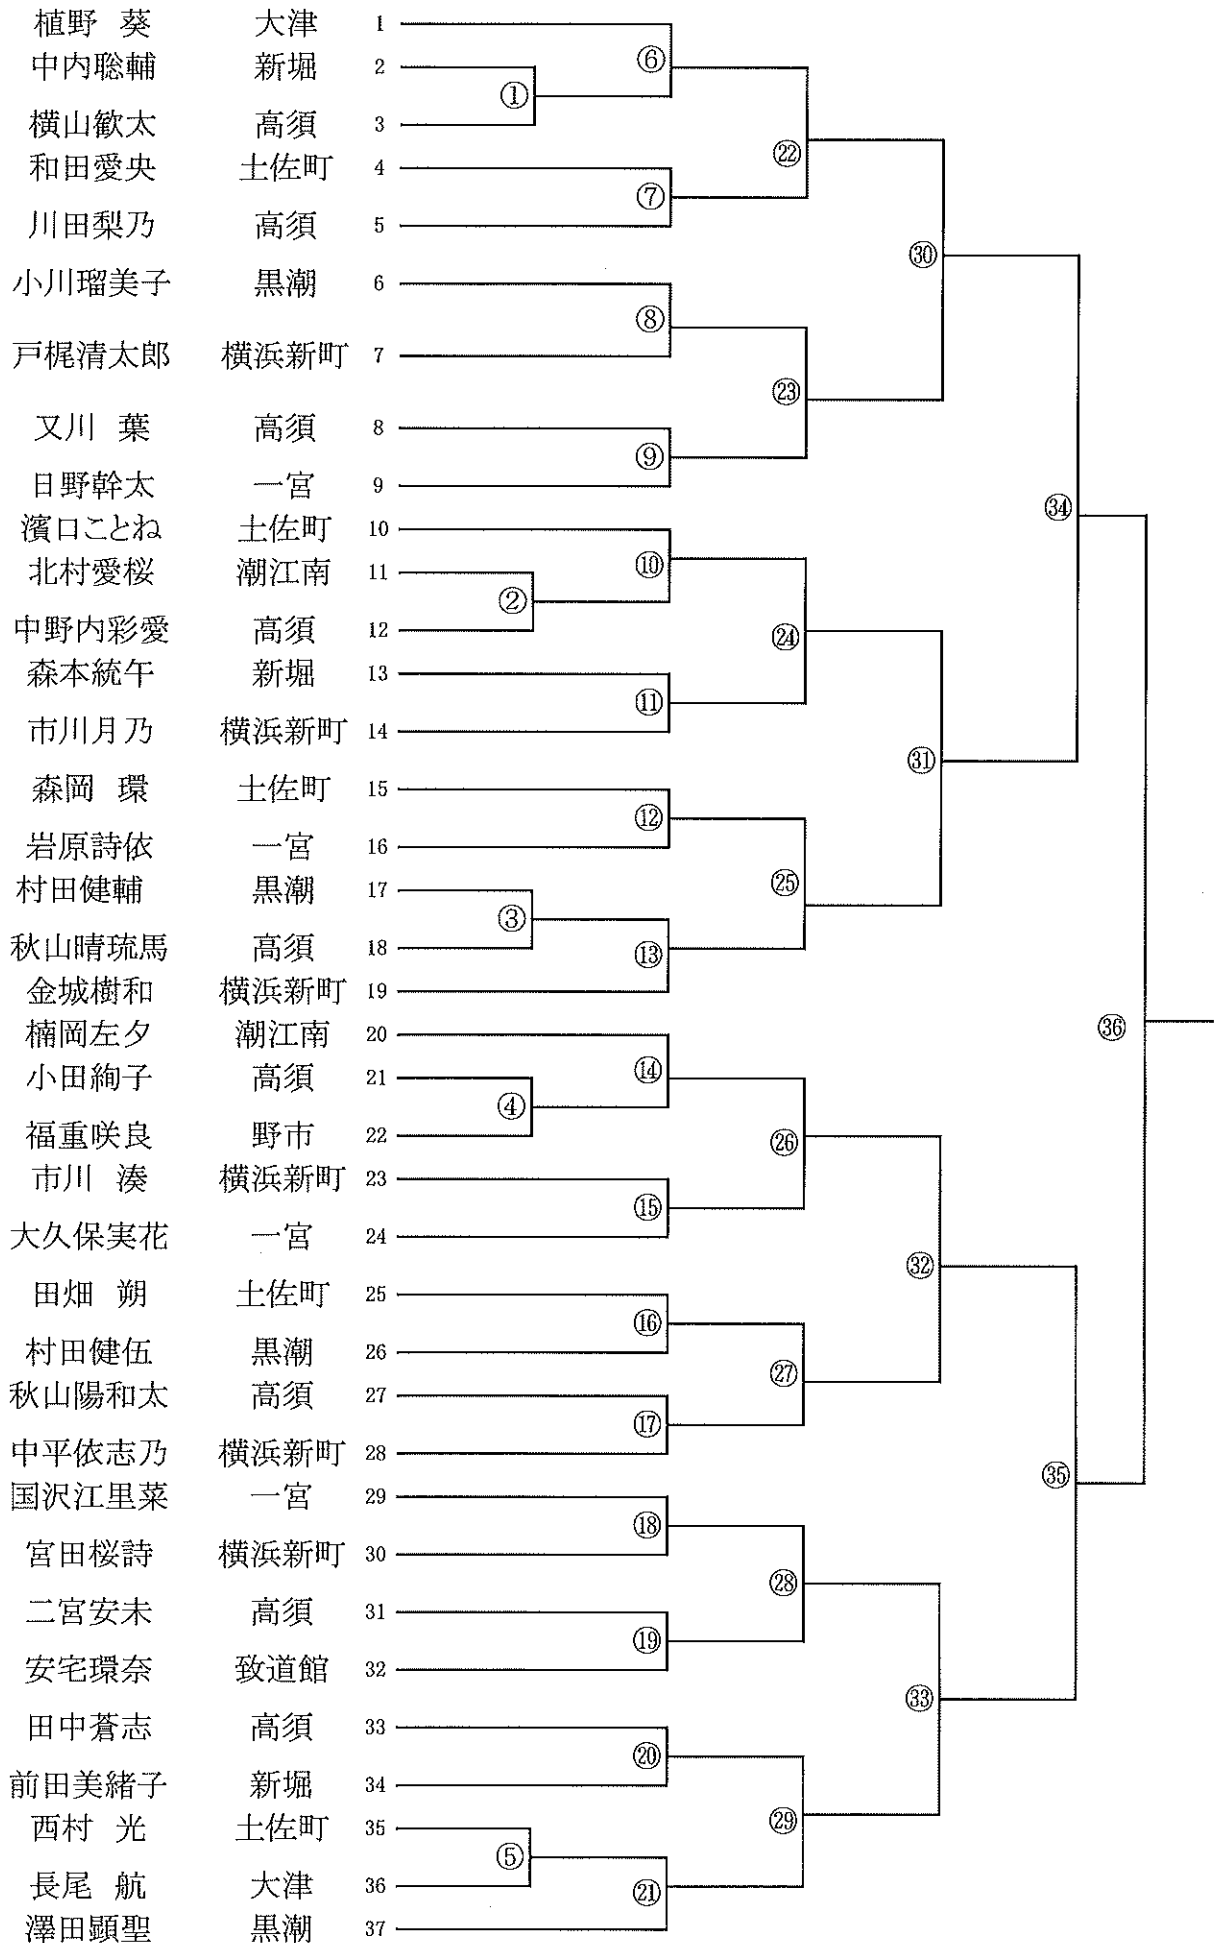 植野 葵 大津 1
中内聡輔 新堀 2
横山歓太 高須 3
和田愛央 土佐町 4
川田梨乃 高須 5
小川瑠美子 黒潮 6
戸梶清太郎 横浜新町 7
又川 葉 高須 8
日野幹太 一宮 9
濱口ことね 土佐町 10
北村愛桜 潮江南 11
中野内彩愛 高須 12
森本統午 新堀 13
市川月乃 横浜新町 14
森岡 環 土佐町 15
岩原詩依 一宮 16
村田健輔 黒潮 17
秋山晴琉馬 高須 18
金城樹和 横浜新町 19
楠岡左夕 潮江南 20
小田絢子 高須 21
福重咲良 野市 22
市川 湊 横浜新町 23
大久保実花 一宮 24
田畑 朔 土佐町 25
村田健伍 黒潮 26
秋山陽和太 高須 27
中平依志乃 横浜新町 28
国沢江里菜 一宮 29
宮田桜詩 横浜新町 30
二宮安未 高須 31
安宅環奈 致道館 32
田中蒼志 高須 33
前田美緒子 新堀 34
西村 光 土佐町 35
長尾 航 大津 36
澤田顕聖 黒潮 37
①
②
③
④
⑤
⑥
⑦
⑧
⑨
⑩
⑪
⑫
⑬
⑭
⑮
⑯
⑰
⑱
⑲
⑳
㉑
㉒
㉓
㉔
㉕
㉖
㉗
㉘
㉙
㉚
㉛
㉜
㉝
㉞
㉟
㊱